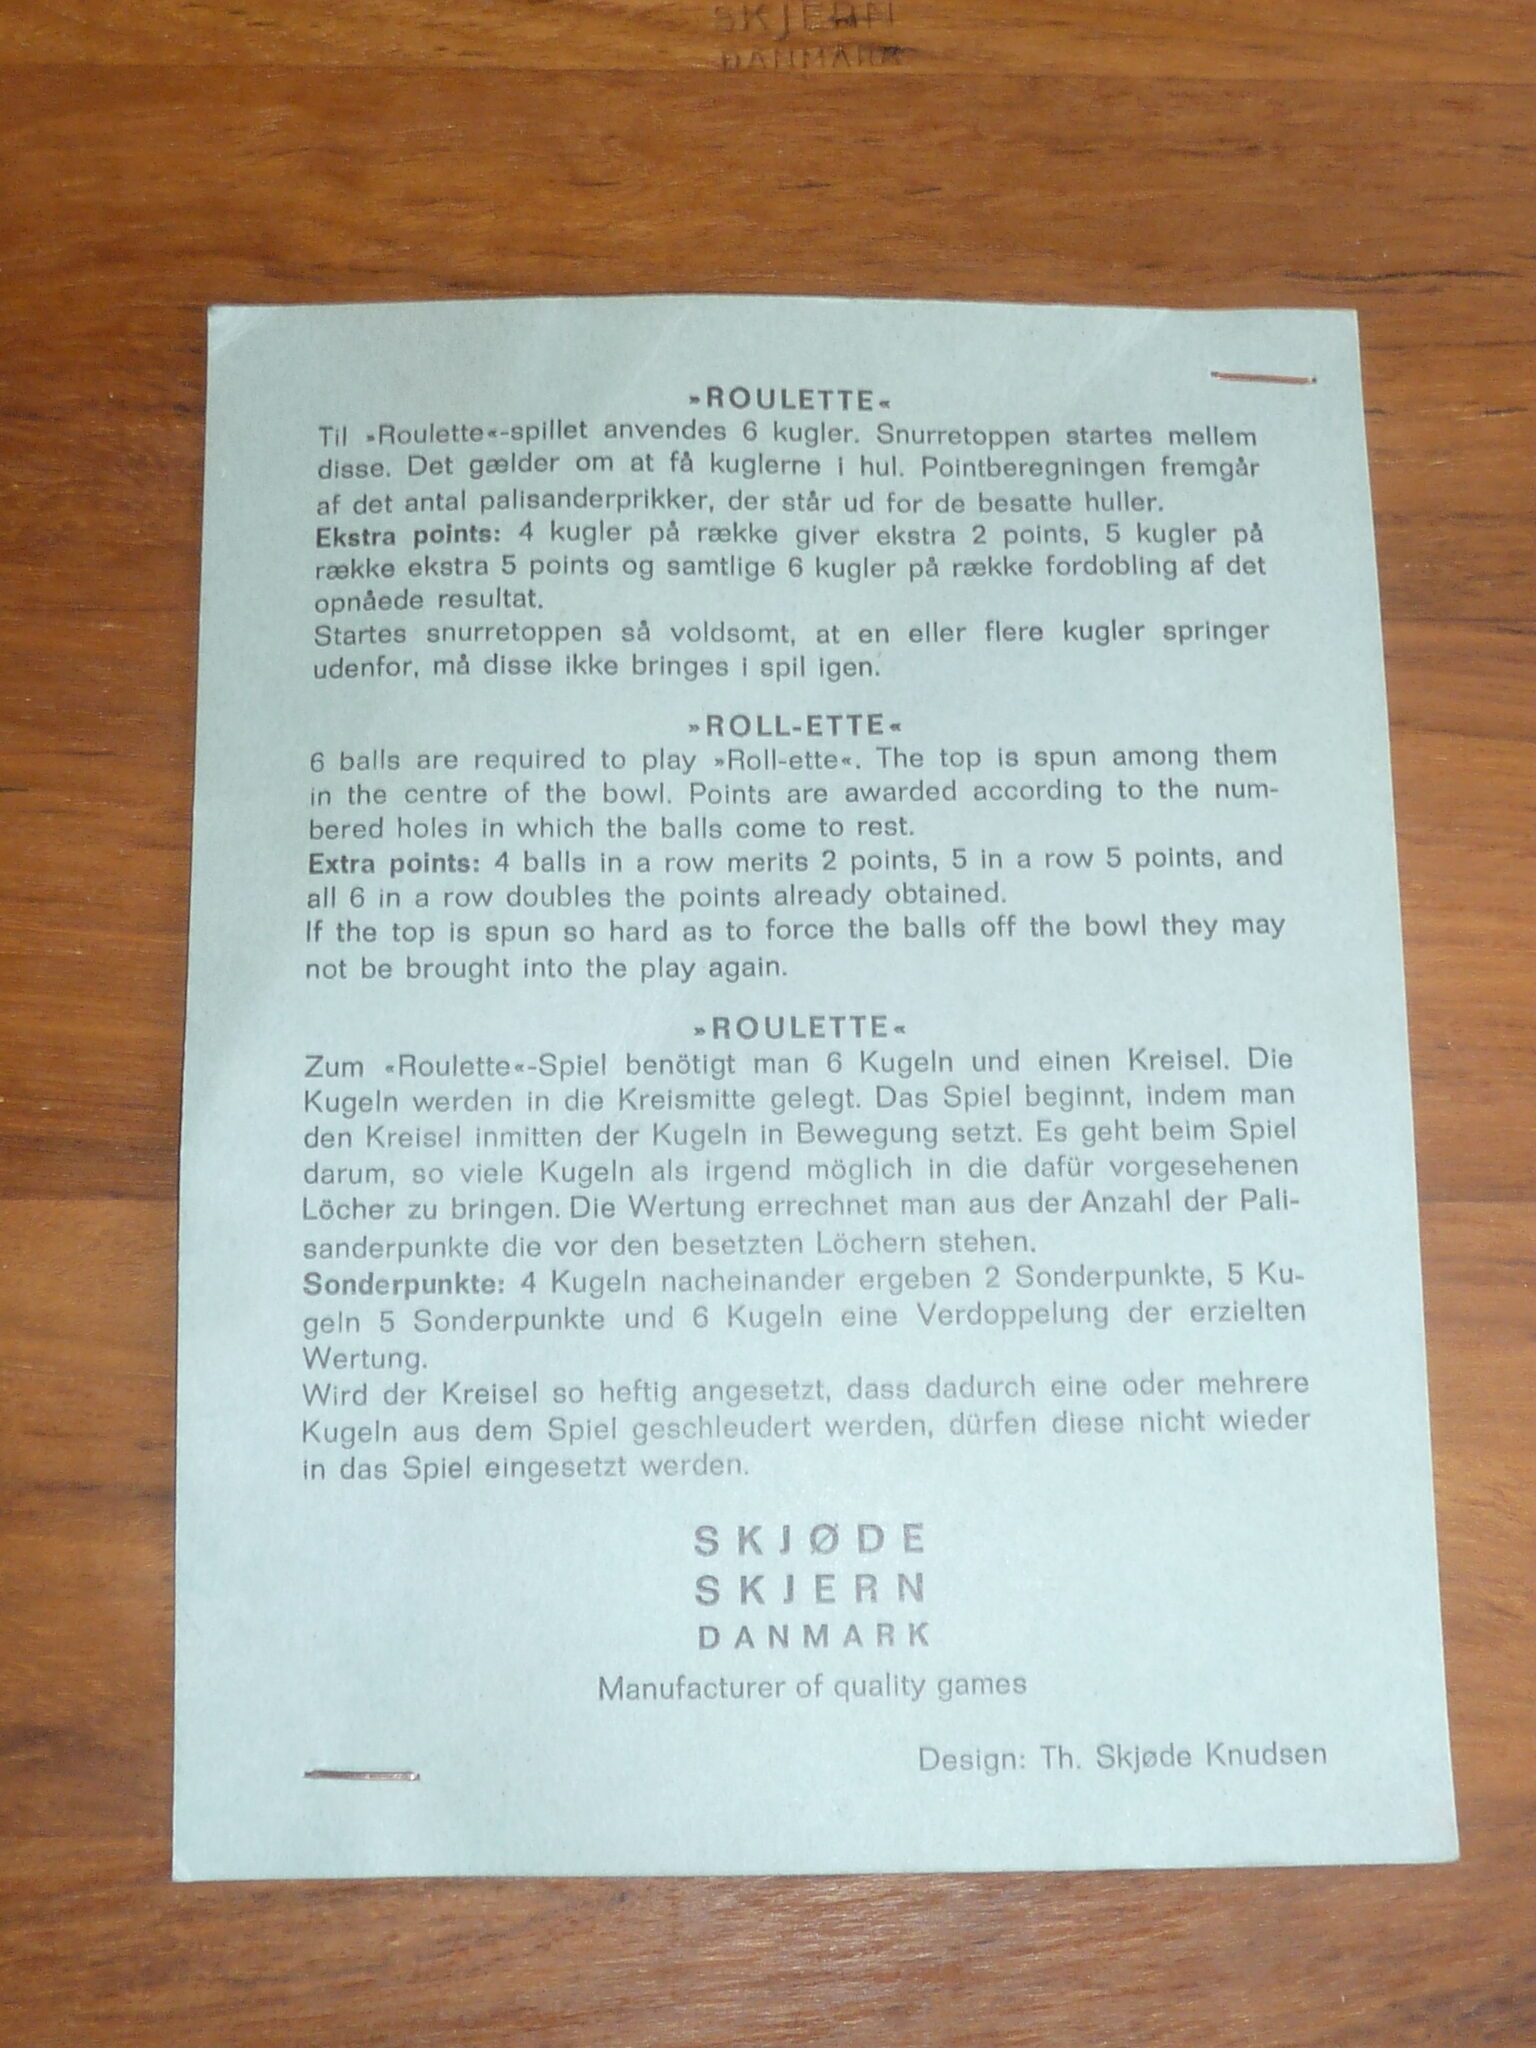 SKJERN
DANMARK
»ROULETTE«
Til »Roulette«-spillet anvendes 6 kugler. Snurretoppen startes mellem
disse. Det gælder om at få kuglerne i hul. Pointberegningen fremgår
af det antal palisanderprikker, der står ud for de besatte huller.
Ekstra points: 4 kugler på række giver ekstra 2 points, 5 kugler på
række ekstra 5 points og samtlige 6 kugler på række fordobling af det
opnåede resultat.
Startes snurretoppen så voldsomt, at en eller flere kugler springer
udenfor, må disse ikke bringes i spil igen.
»ROLL-ETTE«
6 balls are required to play »Roll-ette«. The top is spun among them
in the centre of the bowl. Points are awarded according to the num-
bered holes in which the balls come to rest.
Extra points: 4 balls in a row merits 2 points, 5 in a row 5 points, and
all 6 in a row doubles the points already obtained.
If the top is spun so hard as to force the balls off the bowl they may
not be brought into the play again.
»ROULETTE«
Zum «Roulette«-Spiel benötigt man 6 Kugeln und einen Kreisel. Die
Kugeln werden in die Kreismitte gelegt. Das Spiel beginnt, indem man
den Kreisel inmitten der Kugeln in Bewegung setzt. Es geht beim Spiel
darum, so viele Kugeln als irgend möglich in die dafür vorgesehenen
Löcher zu bringen. Die Wertung errechnet man aus der Anzahl der Pali-
sanderpunkte die vor den besetzten Löchern stehen.
Sonderpunkte: 4 Kugeln nacheinander ergeben 2 Sonderpunkte, 5 Ku-
geln 5 Sonderpunkte und 6 Kugeln eine Verdoppelung der erzielten
Wertung.
Wird der Kreisel so heftig angesetzt, dass dadurch eine oder mehrere
Kugeln aus dem Spiel geschleudert werden, dürfen diese nicht wieder
in das Spiel eingesetzt werden.
SKJØDE
SKJERN
DANMARK
Manufacturer of quality games
Design: Th. Skjøde Knudsen